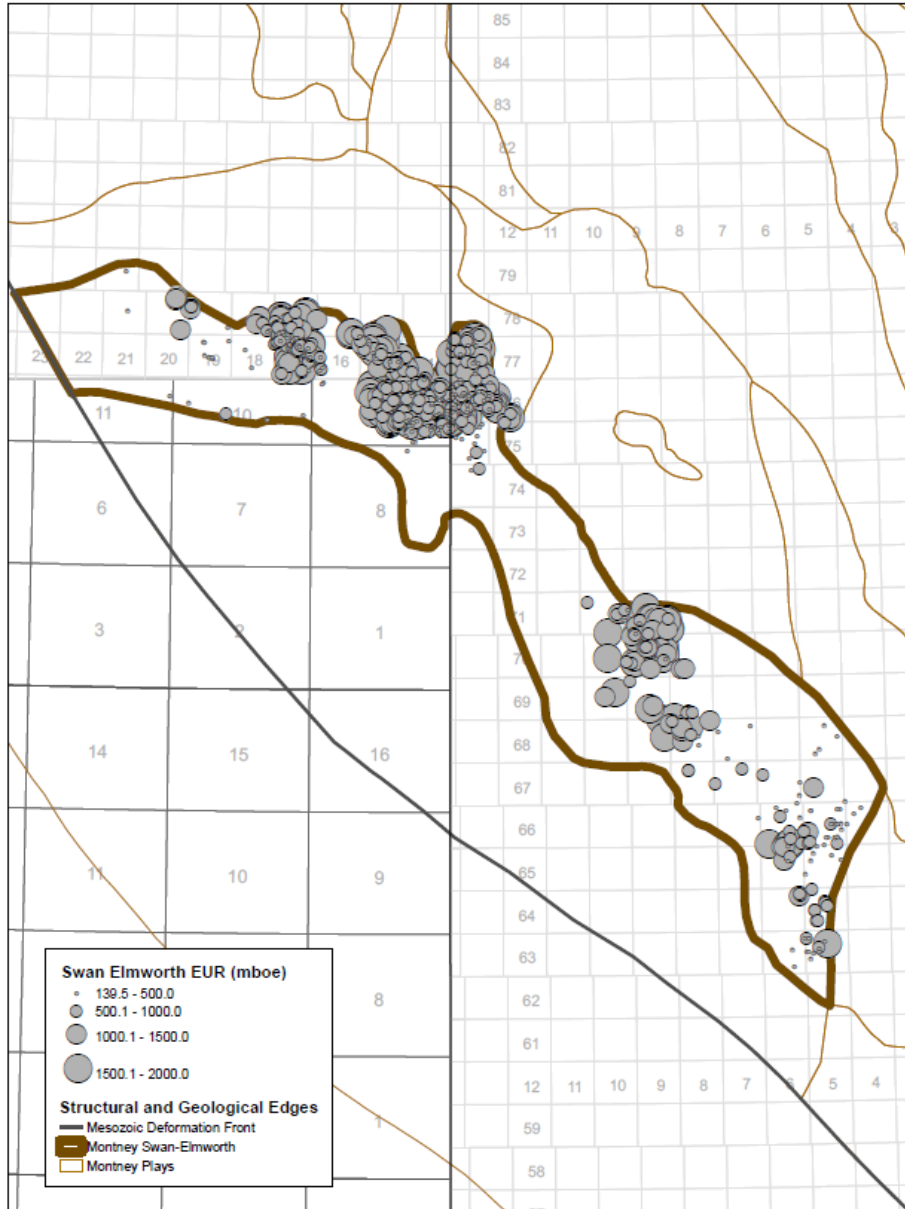 85
84
83
82
81
12 11 10 9 8 7 6 5 4 3
79
78
77
23 22 21 20 19 18 16
11 10
75
74
6 7 8
73
72
71
3 2 1
70
69
68
14 15 16
67
66
11 10 9
65
64
63
8
62
61
12 11 10 9 8 7 6 5 4
59
1
58
Swan Elmworth EUR (mboe)
139.5 - 500.0
500.1 - 1000.0
1000.1 - 1500.0
1500.1 - 2000.0
Structural and Geological Edges
Mesozoic Deformation Front
Montney Swan-Elmworth
Montney Plays